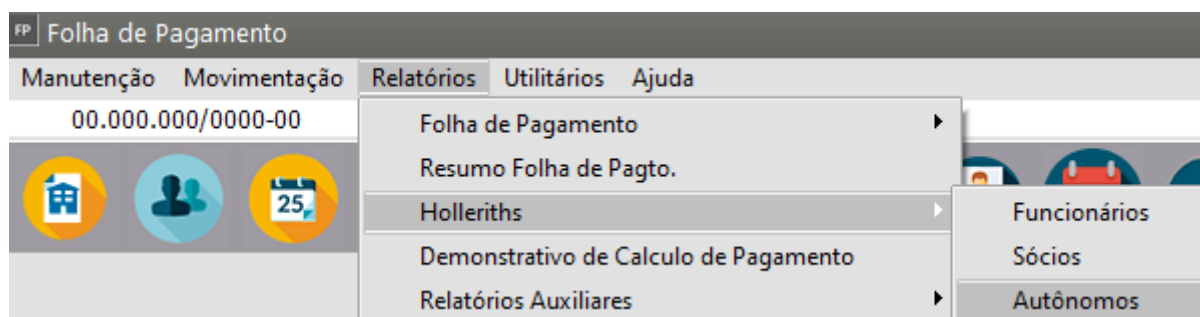 FP Folha de Pagamento
Manutenção Movimentação Relatórios Utilitários Ajuda
00.000.000/0000-00
Folha de Pagamento
Resumo Folha de Pagto.
25
Holleriths
Funcionários
Demonstrativo de Calculo de Pagamento
Sócios
Relatórios Auxiliares
Autônomos